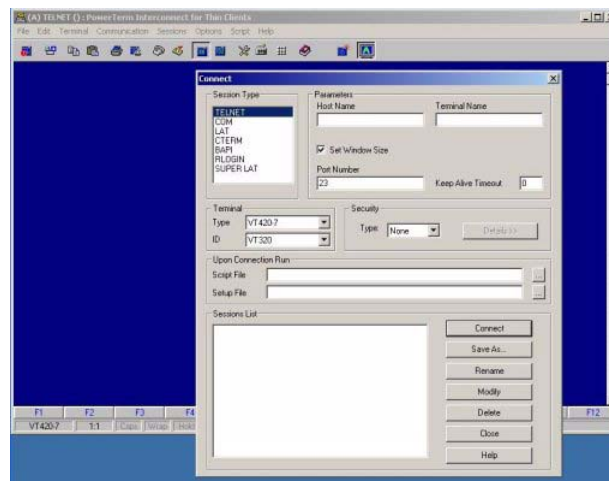 (A) TELNET () : PowerTerm Interconnect for Thin Clients
File Edit Terminal Communication Sessions Options Script Help
Connect
Session Type
TELNET
COM
LAT
CTERM
BAPI
RLOGIN
SUPER LAT
Parameters
Host Name Terminal Name
Set Window Size
Port Number
23 Keep Alive Timeout 0
Terminal
Type VT420-7
ID VT320
Security
Type: None Details >>
Upon Connection Run
Script File ...
Setup File ...
Sessions List
Connect
Save As...
Rename
Modify
Delete
Close
Help
F1 F2 F3 F4 F12
VT420-7 1:1 Caps Wrap Hold